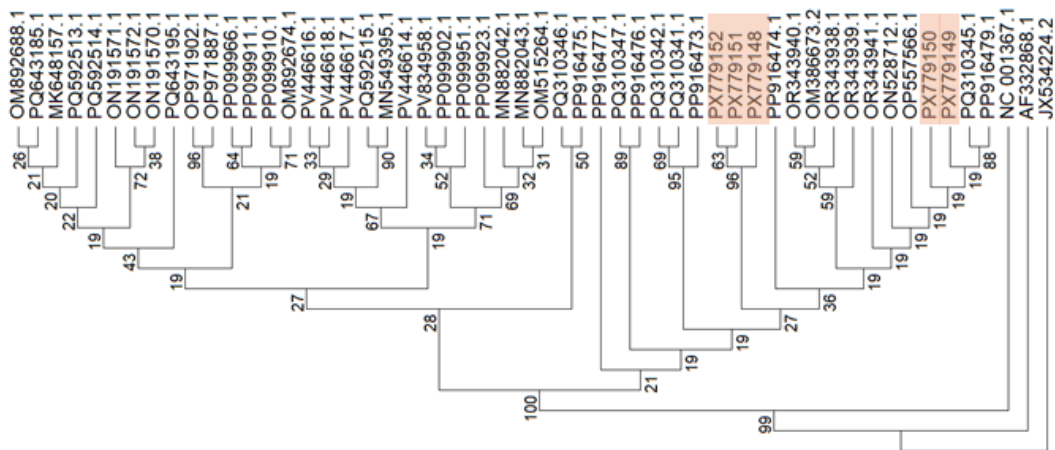 OM892688.1
PQ643185.1
MK648157.1
PQ592513.1
PQ592514.1
ON191571.1
ON191572.1
ON191570.1
PQ643195.1
OP971902.1
OP971887.1
PP099966.1
PP099911.1
PP099910.1
OM892674.1
PV446616.1
PV446618.1
PV446617.1
PQ592515.1
MN549395.1
PV446614.1
PV834958.1
PP099902.1
PP099951.1
PP099923.1
MN882042.1
MN882043.1
OM515264.1
PQ310346.1
PP916475.1
PP916477.1
PQ310347.1
PP916476.1
PQ310342.1
PQ310341.1
PP916473.1
PX779152
PX779151
PX779148
PP916474.1
OR343940.1
OM386673.2
OR343938.1
OR343939.1
OR343941.1
ON528712.1
OP557566.1
PX779150
PX779149
PQ310345.1
PP916479.1
NC 001367.1
AF332868.1
JX534224.2
26
38
96
64
71
33
90
34
31
50
89
69
63
59
88
21
72
19
29
52
32
95
96
52
19
20
21
19
69
59
19
22
67
71
19
19
19
19
43
19
19
27
36
28
27
19
19
21
100
99